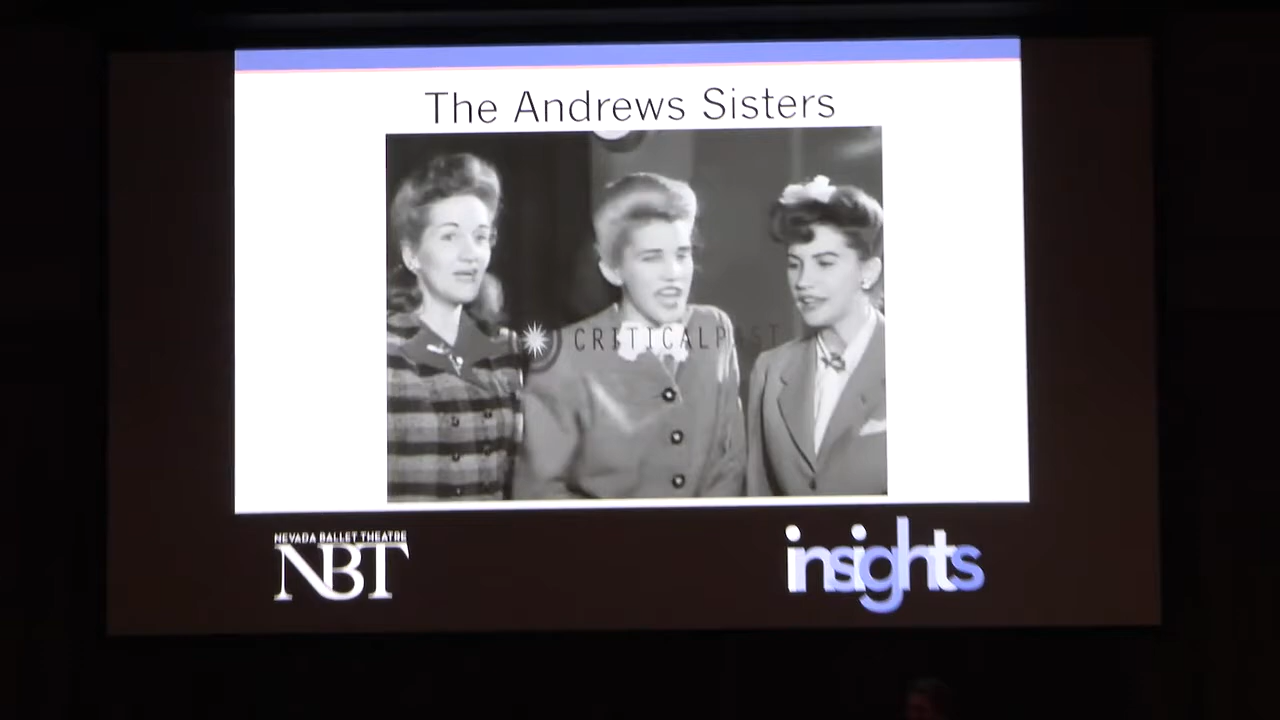 The Andrews Sisters
CRITICALPAST
NEVADA BALLET THEATRE
NBT
insights